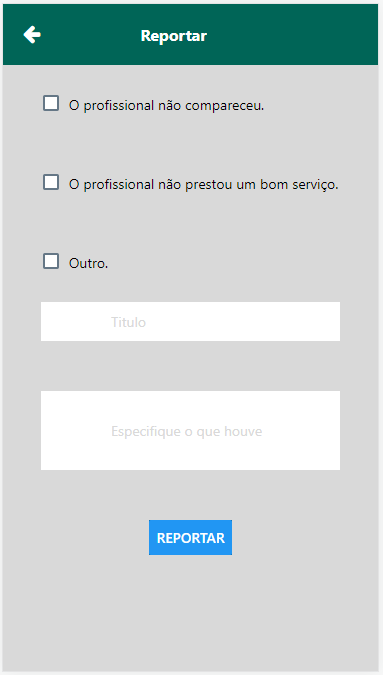 Reportar
O profissional não compareceu.
O profissional não prestou um bom serviço.
Outro.
Titulo
Especifique o que houve
REPORTAR